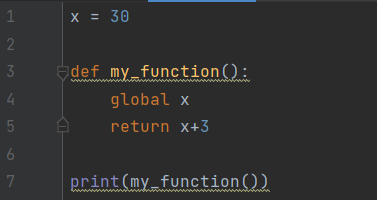 1 x = 30
2
3 def my_function():
4     global x
5     return x+3
6
7 print(my_function())